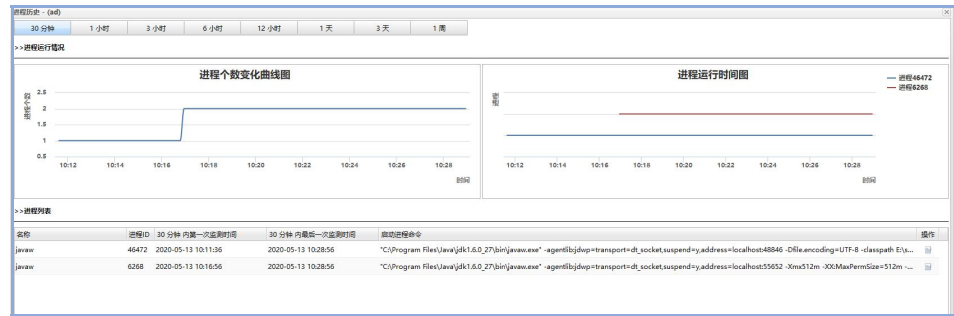 进程历史 - (ad)
30 分钟 1 小时 3 小时 6 小时 12 小时 1 天 3 天 1 周
>>进程运行情况
进程个数变化曲线图
进程个数
2.5
2
1.5
1
0.5
10:12 10:14 10:16 10:18 10:20 10:22 10:24 10:26 10:28
时间
进程运行时间图
进程46472
进程6268
10:12 10:14 10:16 10:18 10:20 10:22 10:24 10:26 10:28
时间
>>进程列表
名称 进程ID 30 分钟 内第一次监测时间 30 分钟 内最后一次监测时间 启动进程命令 操作
javaw 46472 2020-05-13 10:11:36 2020-05-13 10:28:56 "C:\Program Files\Java\jdk1.6.0_27\bin\javaw.exe" -agentlib:jdwp=transport=dt_socket,suspend=y,address=localhost:48846 -Dfile.encoding=UTF-8 -classpath E:\s...
javaw 6268 2020-05-13 10:16:56 2020-05-13 10:28:56 "C:\Program Files\Java\jdk1.6.0_27\bin\javaw.exe" -agentlib:jdwp=transport=dt_socket,suspend=y,address=localhost:55652 -Xmx512m -XX:MaxPermSize=512m -...